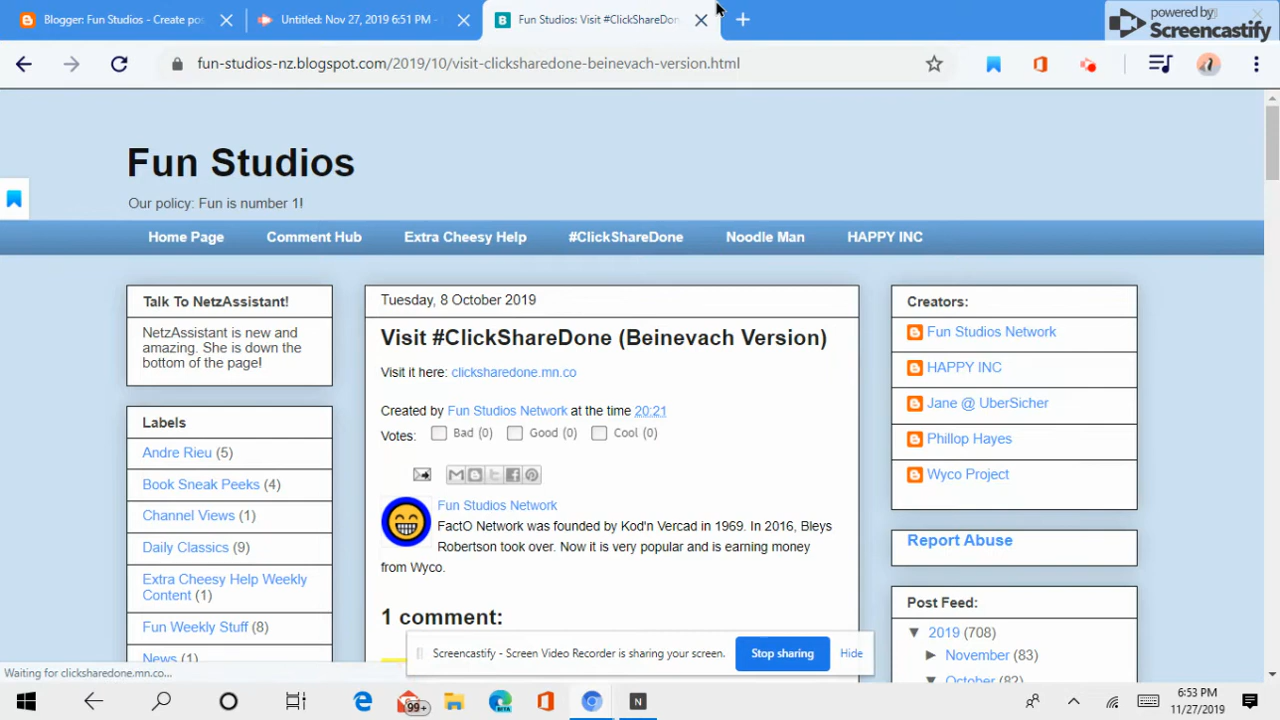 Blogger: Fun Studios - Create pos
Untitled: Nov 27, 2019 6:51 PM -
Fun Studios: Visit #ClickShareDon
powered by
Screencastify
fun-studios-nz.blogspot.com/2019/10/visit-clicksharedone-beinevach-version.html
Fun Studios
Our policy: Fun is number 1!
Home Page
Comment Hub
Extra Cheesy Help
#ClickShareDone
Noodle Man
HAPPY INC
Talk To NetzAssistant!
NetzAssistant is new and
amazing. She is down the
bottom of the page!
Labels
Andre Rieu (5)
Book Sneak Peeks (4)
Channel Views (1)
Daily Classics (9)
Extra Cheesy Help Weekly
Content (1)
Fun Weekly Stuff (8)
News (1)
Tuesday, 8 October 2019
Visit #ClickShareDone (Beinevach Version)
Visit it here: clicksharedone.mn.co
Created by Fun Studios Network at the time 20:21
Votes: Bad (0) Good (0) Cool (0)
Fun Studios Network
FactO Network was founded by Kod'n Vercad in 1969. In 2016, Bleys
Robertson took over. Now it is very popular and is earning money
from Wyco.
1 comment:
Creators:
Fun Studios Network
HAPPY INC
Jane @ UberSicher
Phillop Hayes
Wyco Project
Report Abuse
Post Feed:
▼ 2019 (708)
► November (83)
▼ October (82)
Screencastify - Screen Video Recorder is sharing your screen.
Stop sharing
Hide
Waiting for clicksharedone.mn.co...
99+
BETA
N
6:53 PM
11/27/2019